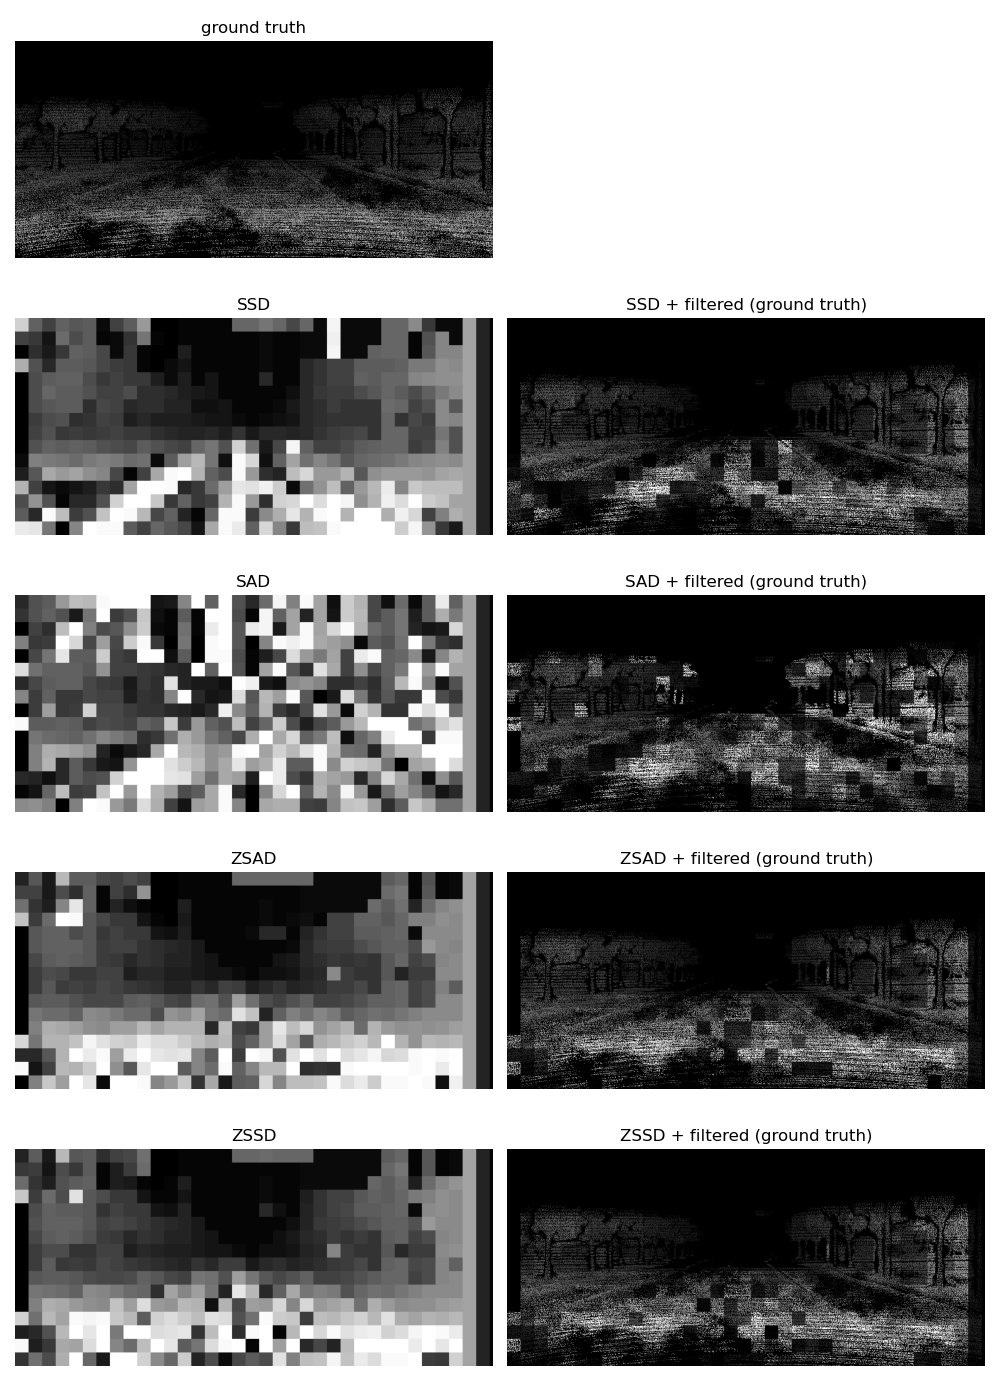 ground truth
SSD
SSD + filtered (ground truth)
SAD
SAD + filtered (ground truth)
ZSAD
ZSAD + filtered (ground truth)
ZSSD
ZSSD + filtered (ground truth)